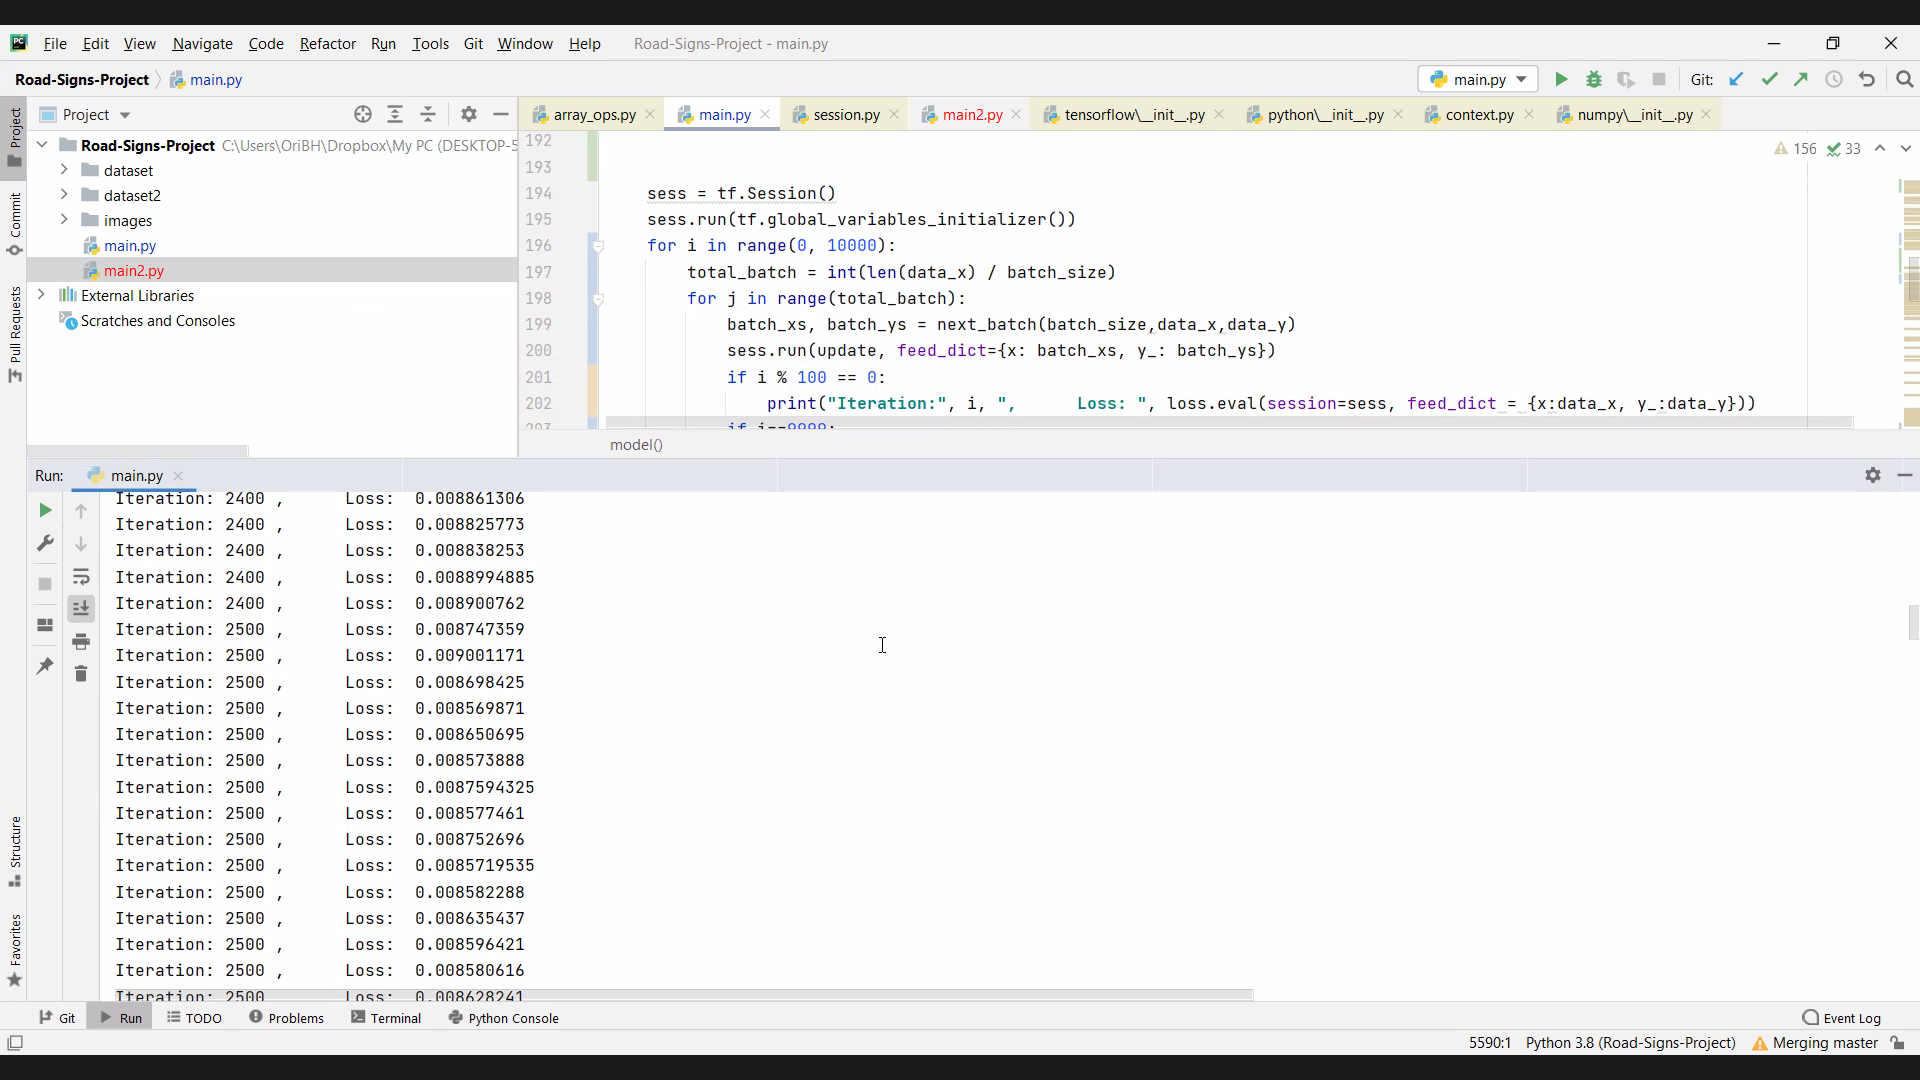 File Edit View Navigate Code Refactor Run Tools Git Window Help Road-Signs-Project - main.py
Road-Signs-Project main.py main.py Git:
Project array_ops.py main.py session.py main2.py tensorflow\__init__.py python\__init__.py context.py numpy\__init__.py
Project
Commit
Pull Requests
Structure
Favorites
Road-Signs-Project C:\Users\OriBH\Dropbox\My PC (DESKTOP-5
dataset
dataset2
images
main.py
main2.py
External Libraries
Scratches and Consoles
156 33
192
193
194 sess = tf.Session()
195 sess.run(tf.global_variables_initializer())
196 for i in range(0, 10000):
197 total_batch = int(len(data_x) / batch_size)
198 for j in range(total_batch):
199 batch_xs, batch_ys = next_batch(batch_size,data_x,data_y)
200 sess.run(update, feed_dict={x: batch_xs, y_: batch_ys})
201 if i % 100 == 0:
202 print("Iteration:", i, ",      Loss: ", loss.eval(session=sess, feed_dict = {x:data_x, y_:data_y}))
203 if i==9999:
model()
Run: main.py
Iteration: 2400 ,      Loss:  0.008861306
Iteration: 2400 ,      Loss:  0.008825773
Iteration: 2400 ,      Loss:  0.008838253
Iteration: 2400 ,      Loss:  0.0088994885
Iteration: 2400 ,      Loss:  0.008900762
Iteration: 2500 ,      Loss:  0.008747359
Iteration: 2500 ,      Loss:  0.009001171
Iteration: 2500 ,      Loss:  0.008698425
Iteration: 2500 ,      Loss:  0.008569871
Iteration: 2500 ,      Loss:  0.008650695
Iteration: 2500 ,      Loss:  0.008573888
Iteration: 2500 ,      Loss:  0.0087594325
Iteration: 2500 ,      Loss:  0.008577461
Iteration: 2500 ,      Loss:  0.008752696
Iteration: 2500 ,      Loss:  0.0085719535
Iteration: 2500 ,      Loss:  0.008582288
Iteration: 2500 ,      Loss:  0.008635437
Iteration: 2500 ,      Loss:  0.008596421
Iteration: 2500 ,      Loss:  0.008580616
Iteration: 2500 ,      Loss:  0.008628241
Git Run TODO Problems Terminal Python Console Event Log
5590:1 Python 3.8 (Road-Signs-Project) Merging master